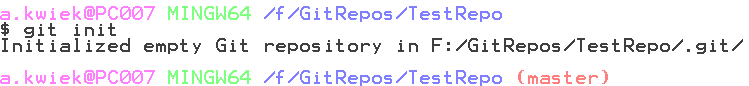 a.kwiek@PC007 MINGW64 /f/GitRepos/TestRepo
$ git init
Initialized empty Git repository in F:/GitRepos/TestRepo/.git/
a.kwiek@PC007 MINGW64 /f/GitRepos/TestRepo (master)